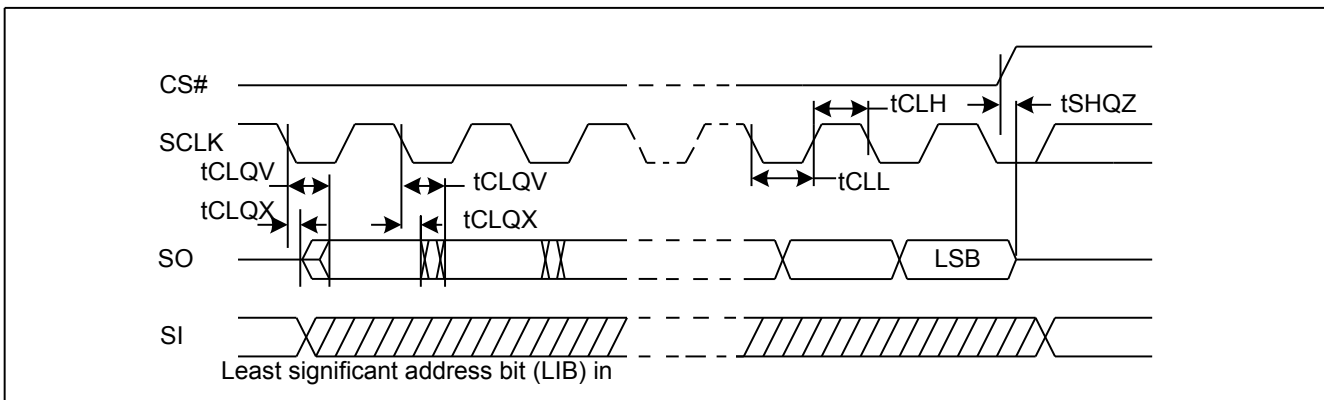 CS#
tCLH
tSHQZ
SCLK
tCLQV
tCLQV
tCLL
tCLQX
tCLQX
SO
LSB
SI
Least significant address bit (LIB) in